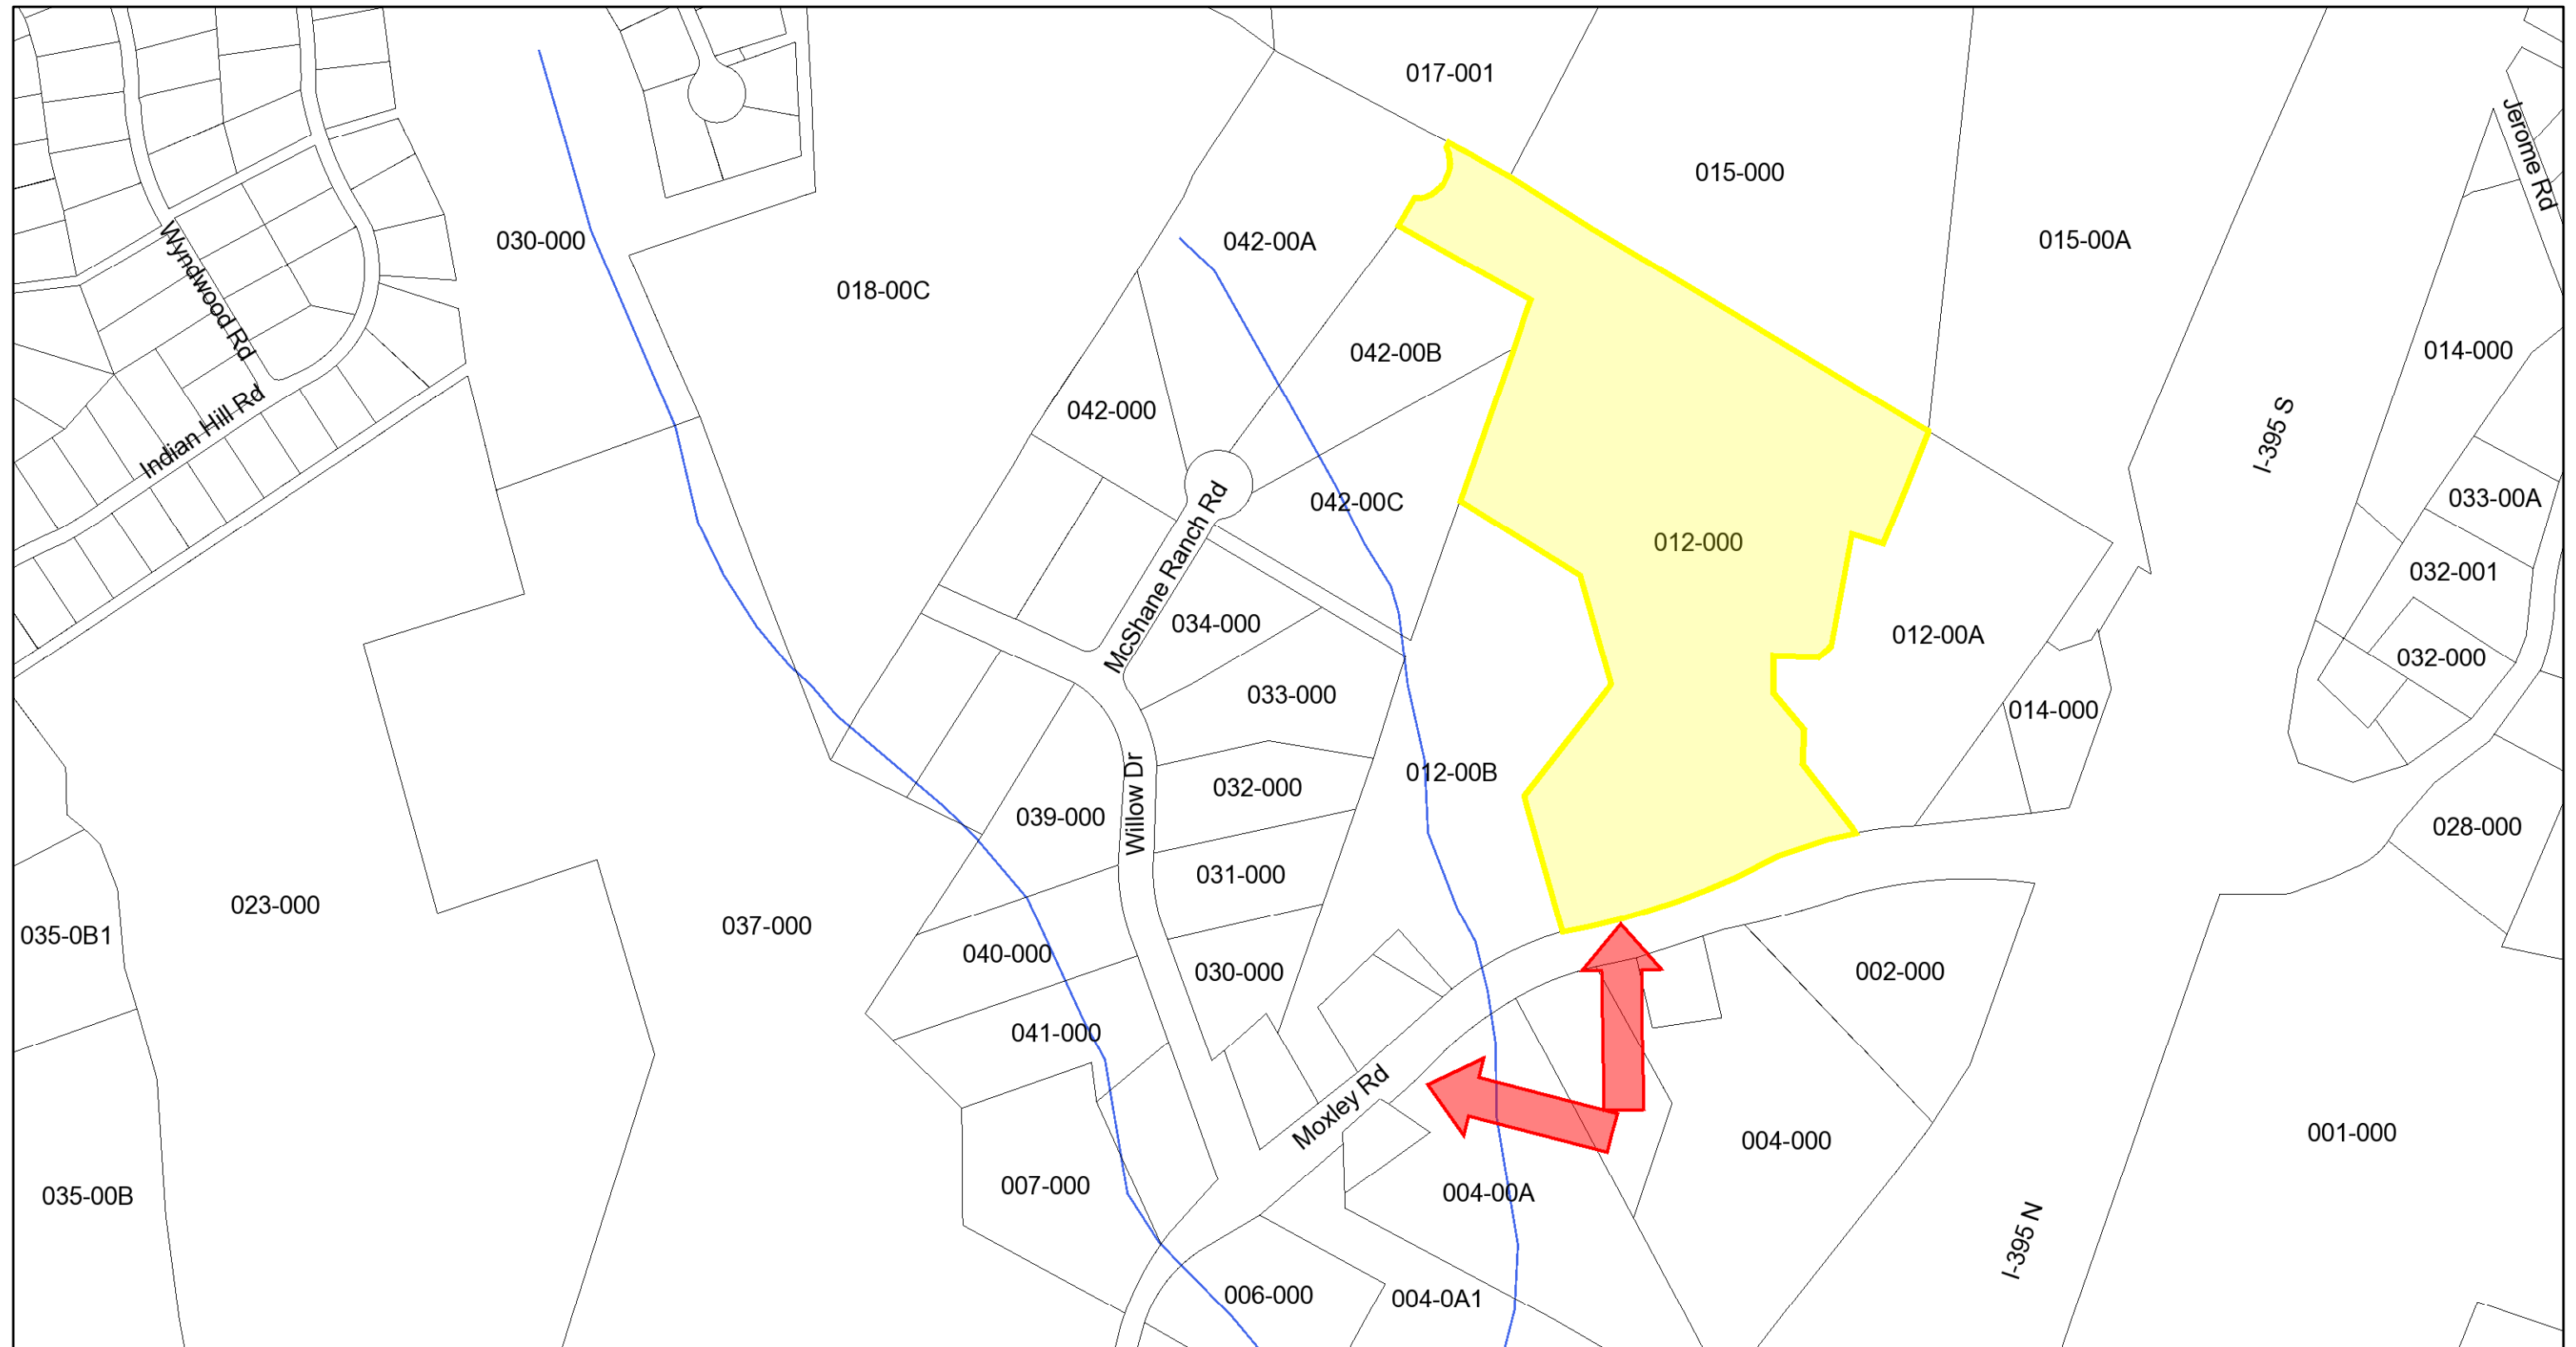 017-001
Jerome Rd
015-000
030-000
042-00A
015-00A
Wyndwood Rd
018-00C
042-00B
014-000
042-000
Indian Hill Rd
I-395 S
042-00C
033-00A
012-000
McShane Ranch Rd
032-001
034-000
012-00A
032-000
033-000
014-000
012-00B
032-000
Willow Dr
039-000
028-000
031-000
023-000
037-000
035-0B1
040-000
030-000
002-000
041-000
Moxley Rd
004-000
001-000
007-000
004-00A
035-00B
I-395 N
006-000
004-0A1